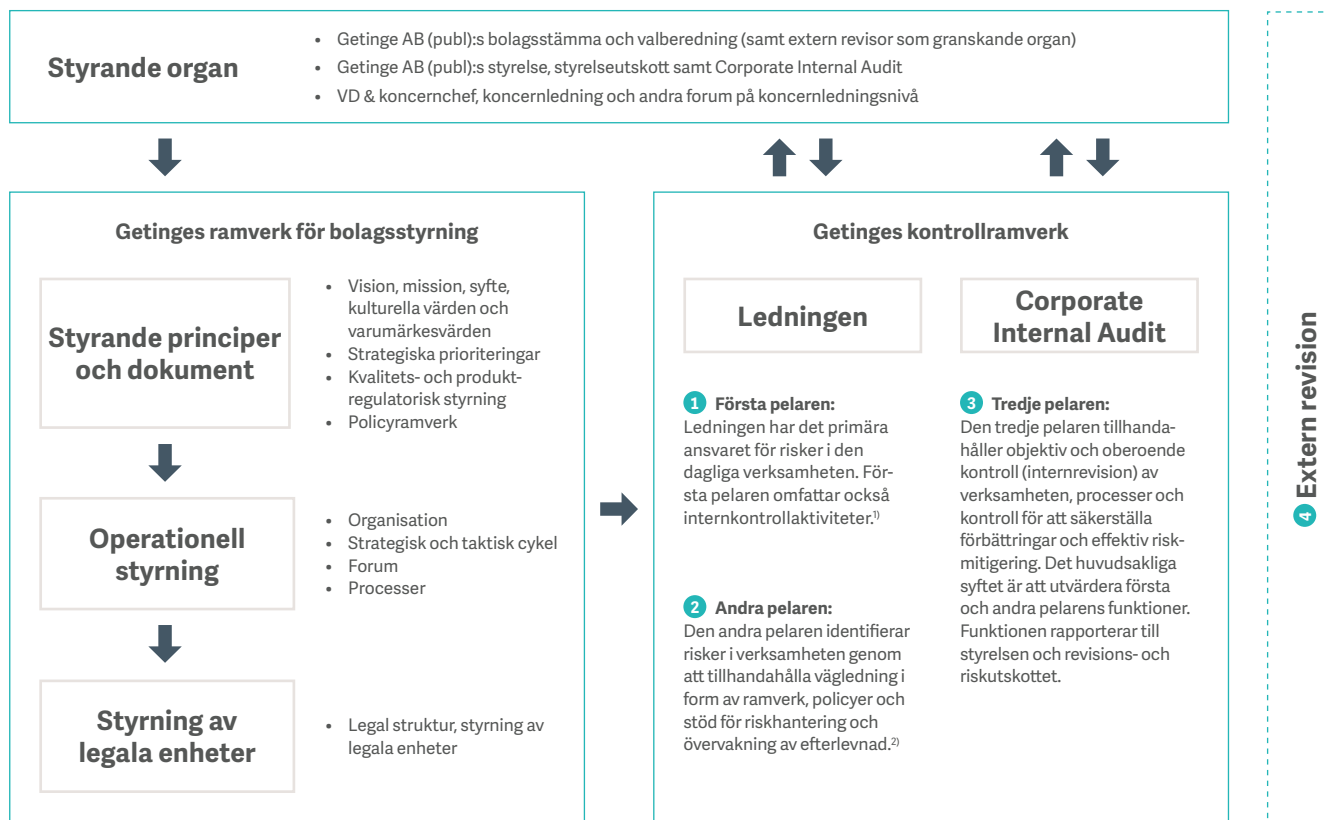 Styrande organ
• Getinge AB (publ):s bolagsstämma och valberedning (samt extern revisor som granskande organ)
• Getinge AB (publ):s styrelse, styrelseutskott samt Corporate Internal Audit
• VD & koncernchef, koncernledning och andra forum på koncernledningsnivå
Getinges ramverk för bolagsstyrning
Styrande principer
och dokument
• Vision, mission, syfte,
kulturella värden och
varumärkesvärden
• Strategiska prioriteringar
• Kvalitets- och produkt-
regulatorisk styrning
• Policyramverk
Operationell
styrning
• Organisation
• Strategisk och taktisk cykel
• Forum
• Processer
Styrning av
legala enheter
• Legal struktur, styrning av
legala enheter
Getinges kontrollramverk
Ledningen
1 Första pelaren:
Ledningen har det primära
ansvaret för risker i den
dagliga verksamheten. För-
sta pelaren omfattar också
internkontrollaktiviteter.1)
2 Andra pelaren:
Den andra pelaren identifierar
risker i verksamheten genom
att tillhandahålla vägledning i
form av ramverk, policyer och
stöd för riskhantering och
övervakning av efterlevnad.2)
Corporate
Internal Audit
3 Tredje pelaren:
Den tredje pelaren tillhanda-
håller objektiv och oberoende
kontroll (internrevision) av
verksamheten, processer och
kontroll för att säkerställa
förbättringar och effektiv risk-
mitigering. Det huvudsakliga
syftet är att utvärdera första
och andra pelarens funktioner.
Funktionen rapporterar till
styrelsen och revisions- och
riskutskottet.
4 Extern revision